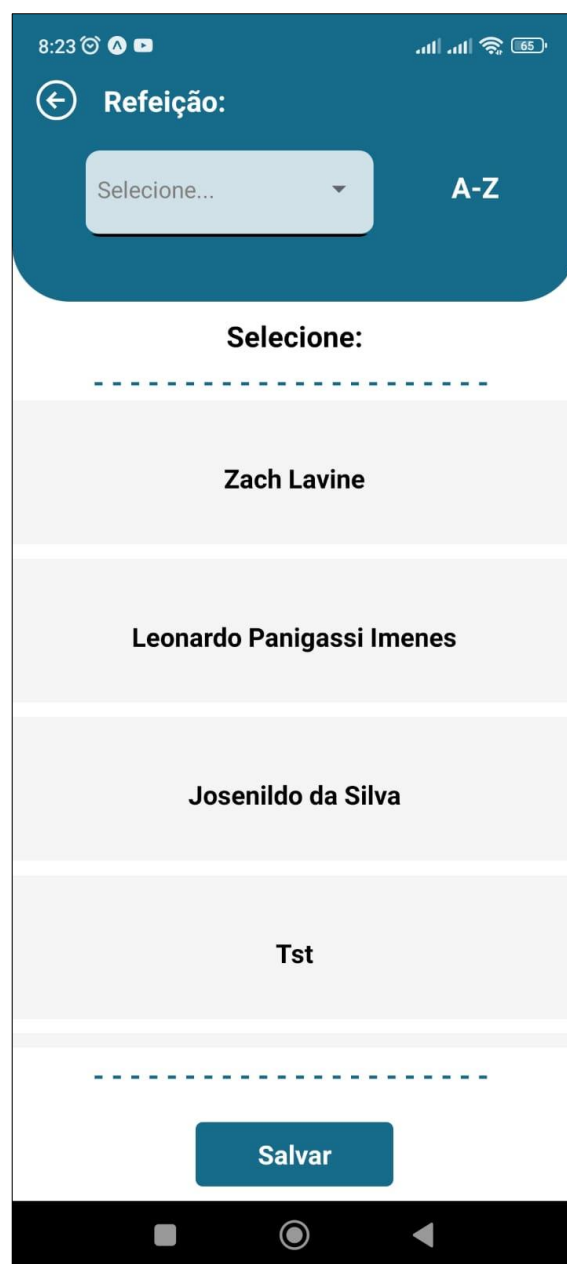 8:23
65
Refeição:
Selecione...
A-Z
Selecione:
Zach Lavine
Leonardo Panigassi Imenes
Josenildo da Silva
Tst
Salvar